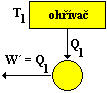 T₁ ohřívač
Q₁
W´ = Q₁